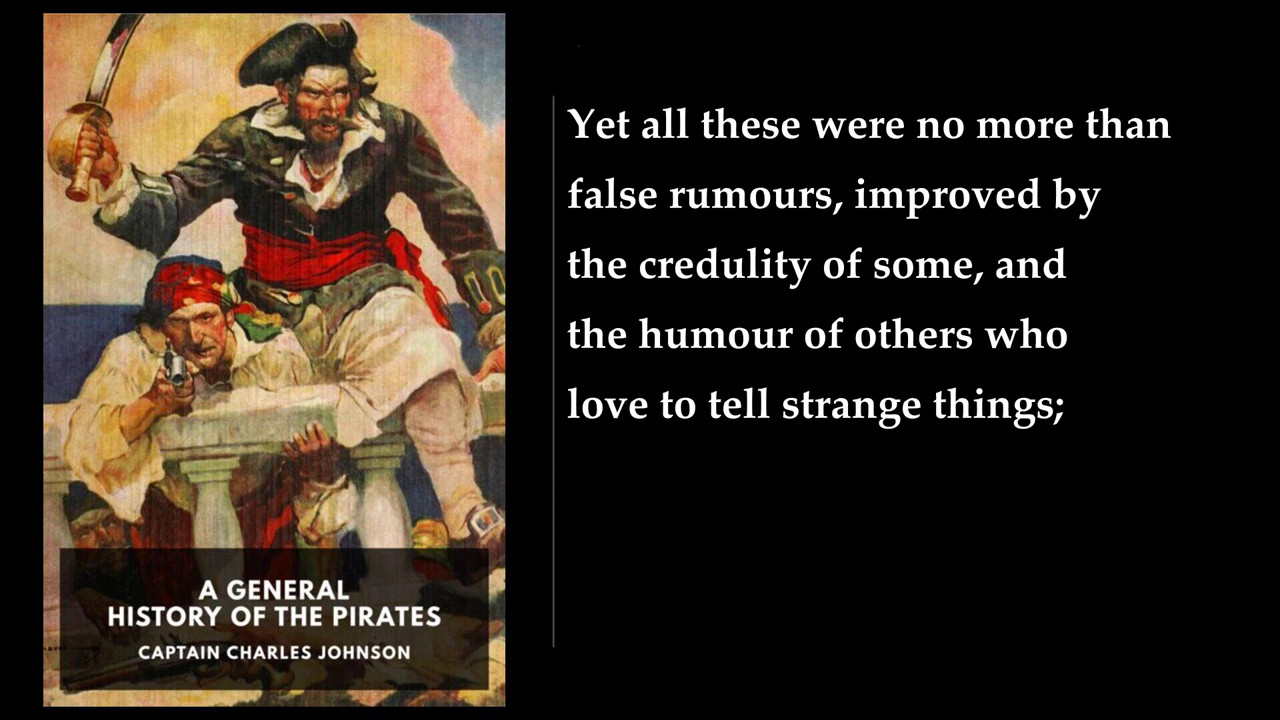 Yet all these were no more than
false rumours, improved by
the credulity of some, and
the humour of others who
love to tell strange things;
A GENERAL
HISTORY OF THE PIRATES
CAPTAIN CHARLES JOHNSON